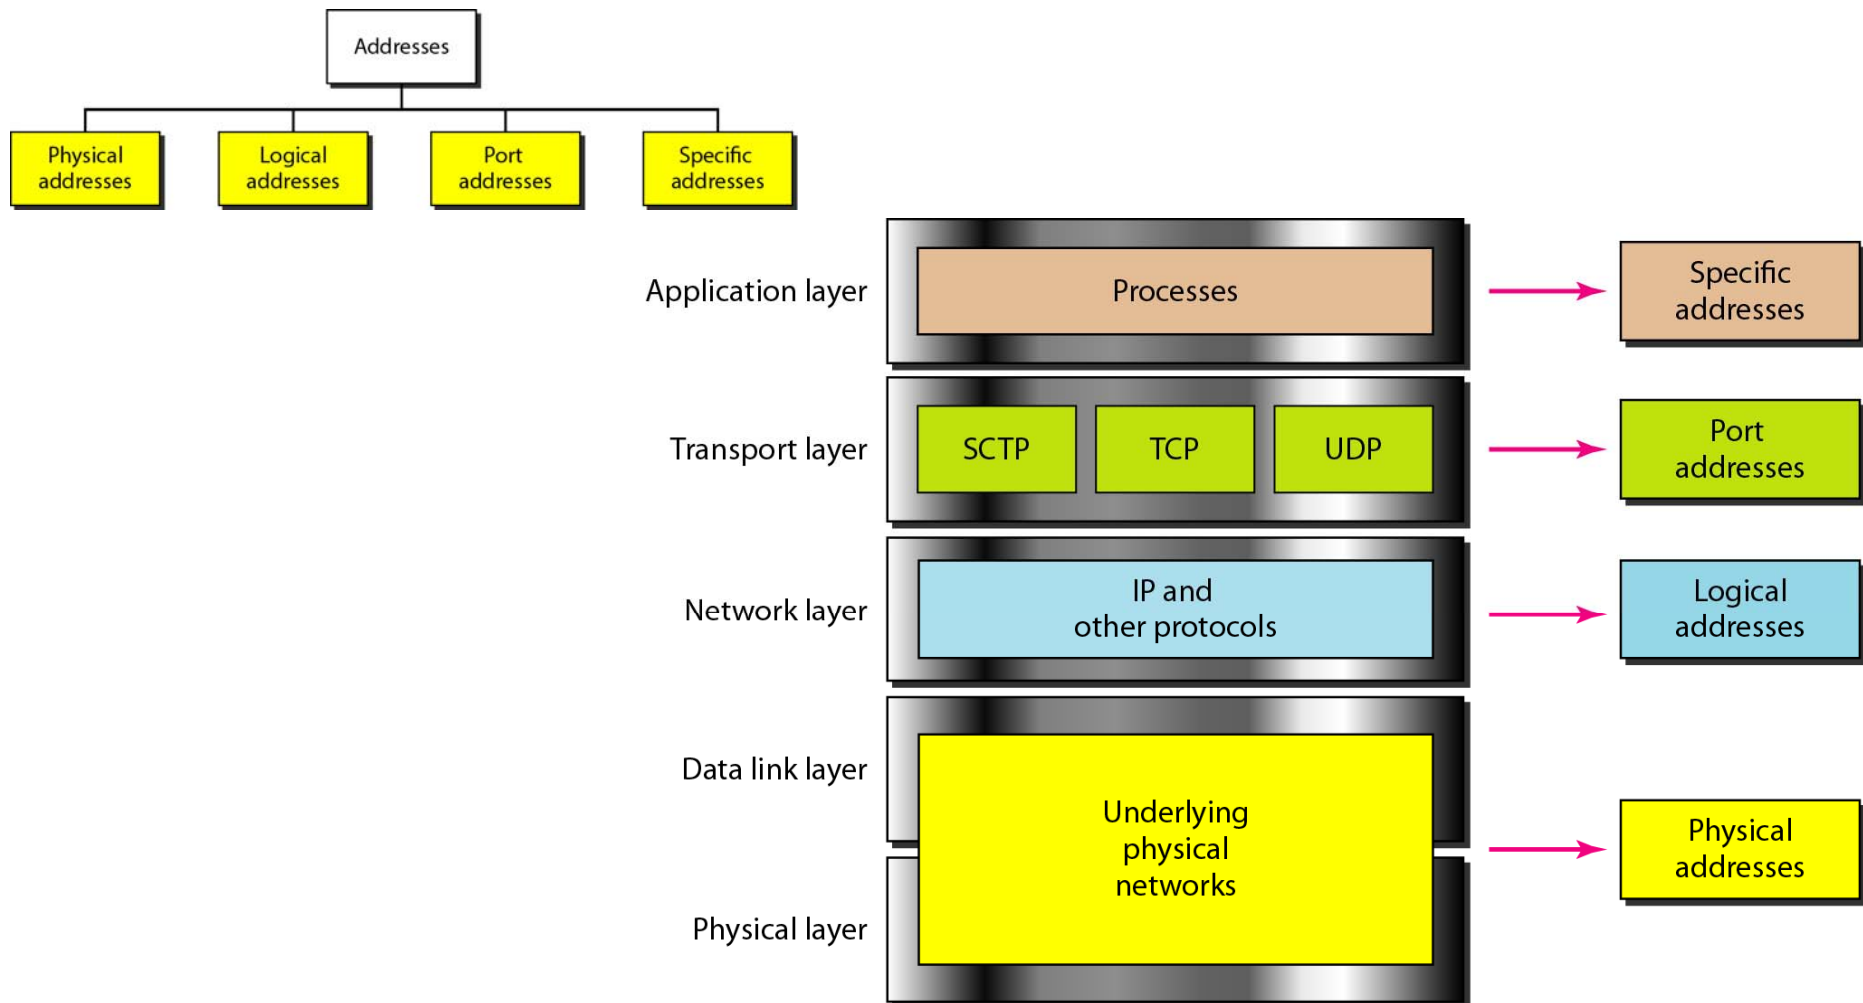 Addresses
Physical
addresses
Logical
addresses
Port
addresses
Specific
addresses
Application layer
Processes
Specific
addresses
Transport layer
SCTP
TCP
UDP
Port
addresses
Network layer
IP and
other protocols
Logical
addresses
Data link layer
Underlying
physical
networks
Physical
addresses
Physical layer